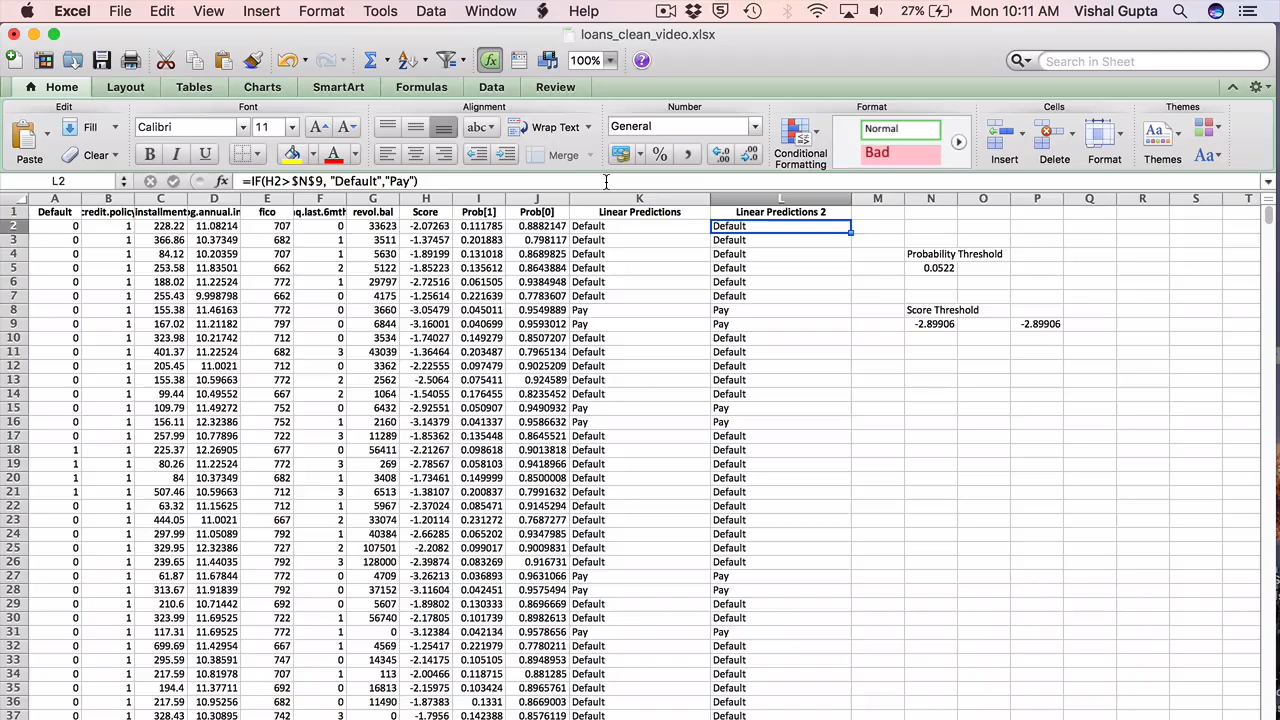 Excel File Edit View Insert Format Tools Data Window Help 27% Mon 10:11 AM Vishal Gupta
loans_clean_video.xlsx
100% Search in Sheet
Home Layout Tables Charts SmartArt Formulas Data Review
Edit Font Alignment Number Format Cells Themes
Fill Calibri 11 abc Wrap Text General Normal
Paste Clear B I U Merge % Conditional Formatting Bad Insert Delete Format Themes Aa
L2 fx =IF(H2>$N$9, "Default","Pay")
A B C D E F G H I J K L M N O P Q R S T
1 Default credit.policy installment g.annual.in fico nq.last.6mth revol.bal Score Prob[1] Prob[0] Linear Predictions Linear Predictions 2
2 0 1 228.22 11.08214 707 0 33623 -2.07263 0.111785 0.8882147 Default Default
3 0 1 366.86 10.37349 682 1 3511 -1.37457 0.201883 0.798117 Default Default
4 0 1 84.12 10.20359 707 1 5630 -1.89199 0.131018 0.8689825 Default Default Probability Threshold
5 0 1 253.58 11.83501 662 2 5122 -1.85223 0.135612 0.8643884 Default Default 0.0522
6 0 1 188.02 11.22524 772 1 29797 -2.72516 0.061505 0.9384948 Default Default
7 0 1 255.43 9.998798 662 0 4175 -1.25614 0.221639 0.7783607 Default Default
8 0 1 155.38 11.46163 772 0 3660 -3.05479 0.045011 0.9549889 Pay Pay Score Threshold
9 0 1 167.02 11.21182 797 0 6844 -3.16001 0.040699 0.9593012 Pay Pay -2.89906 -2.89906
10 0 1 323.98 10.21742 712 0 3534 -1.74027 0.149279 0.8507207 Default Default
11 0 1 401.37 11.22524 682 3 43039 -1.36464 0.203487 0.7965134 Default Default
12 0 1 205.45 11.0021 712 0 3362 -2.22555 0.097479 0.9025209 Default Default
13 0 1 155.38 10.59663 772 2 2562 -2.5064 0.075411 0.924589 Default Default
14 0 1 99.44 10.49552 667 2 1064 -1.54055 0.176455 0.8235452 Default Default
15 0 1 109.79 11.49272 752 0 6432 -2.92551 0.050907 0.9490932 Pay Pay
16 0 1 156.11 12.32386 752 1 2160 -3.14379 0.041337 0.9586632 Pay Pay
17 0 1 257.99 10.77896 722 3 11289 -1.85362 0.135448 0.8645521 Default Default
18 1 1 225.37 12.26905 677 0 56411 -2.21267 0.098618 0.9013818 Default Default
19 1 1 80.26 11.22524 772 3 269 -2.78567 0.058103 0.9418966 Default Default
20 1 1 84 10.37349 682 1 3408 -1.73461 0.149999 0.8500008 Default Default
21 1 1 507.46 10.59663 712 3 6513 -1.38107 0.200837 0.7991632 Default Default
22 0 1 63.32 11.15625 712 1 5967 -2.37024 0.085471 0.9145294 Default Default
23 0 1 444.05 11.0021 667 2 33074 -1.20114 0.231272 0.7687277 Default Default
24 0 1 297.99 11.05089 792 1 40384 -2.66285 0.065202 0.9347985 Default Default
25 0 1 329.95 12.32386 727 2 107501 -2.2082 0.099017 0.9009831 Default Default
26 0 1 239.65 11.44035 792 3 128000 -2.39874 0.083269 0.916731 Default Default
27 0 1 61.87 11.67844 772 0 4709 -3.26213 0.036893 0.9631066 Pay Pay
28 0 1 313.67 11.91839 792 0 37152 -3.11604 0.042451 0.9575494 Pay Pay
29 0 1 210.6 10.71442 692 0 5607 -1.89802 0.130333 0.8696669 Default Default
30 0 1 323.99 11.69525 722 1 56740 -2.17805 0.101739 0.8982613 Default Default
31 0 1 117.31 11.69525 772 1 0 -3.12384 0.042134 0.9578656 Pay Pay
32 0 1 699.69 11.42954 667 1 4569 -1.25417 0.221979 0.7780211 Default Default
33 0 1 295.59 10.38591 747 0 14345 -2.14175 0.105105 0.8948953 Default Default
34 0 1 217.59 10.81978 707 1 113 -2.00466 0.118715 0.881285 Default Default
35 0 1 194.4 11.37711 692 0 16813 -2.15975 0.103424 0.8965761 Default Default
36 0 1 217.59 10.95256 682 0 11490 -1.87383 0.1331 0.8669003 Default Default
37 0 1 328.43 10.30895 742 3 0 -1.7956 0.142388 0.8576119 Default Default